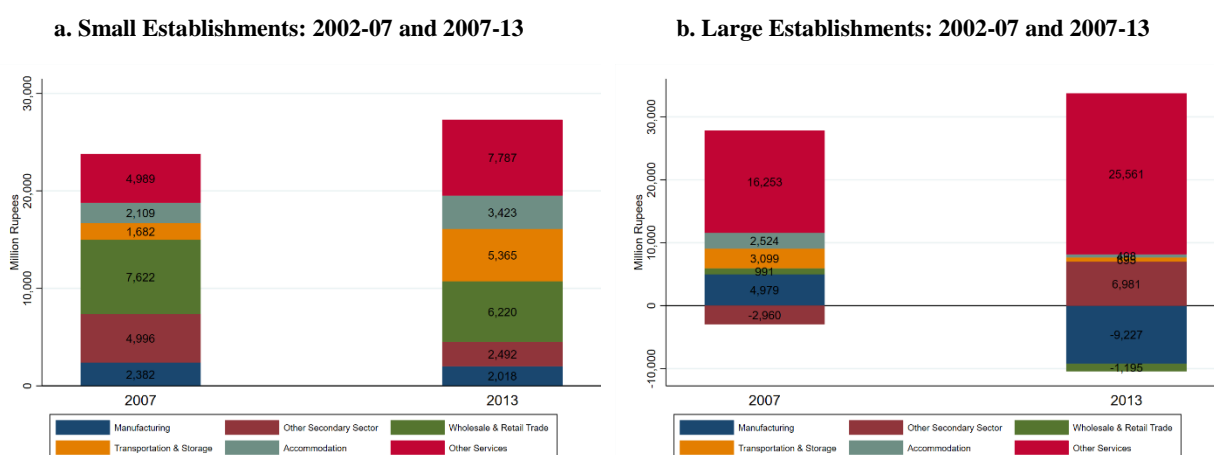 a. Small Establishments: 2002-07 and 2007-13
30,000
20,000
10,000
0
Million Rupees
4,989
2,109
1,682
7,622
4,996
2,382
7,787
3,423
5,365
6,220
2,492
2,018
2007
2013
Manufacturing
Other Secondary Sector
Wholesale & Retail Trade
Transportation & Storage
Accommodation
Other Services
b. Large Establishments: 2002-07 and 2007-13
30,000
20,000
10,000
0
-10,000
Million Rupees
16,253
2,524
3,099
991
4,979
-2,960
25,561
6,981
-9,227
-1,195
2007
2013
Manufacturing
Other Secondary Sector
Wholesale & Retail Trade
Transportation & Storage
Accommodation
Other Services